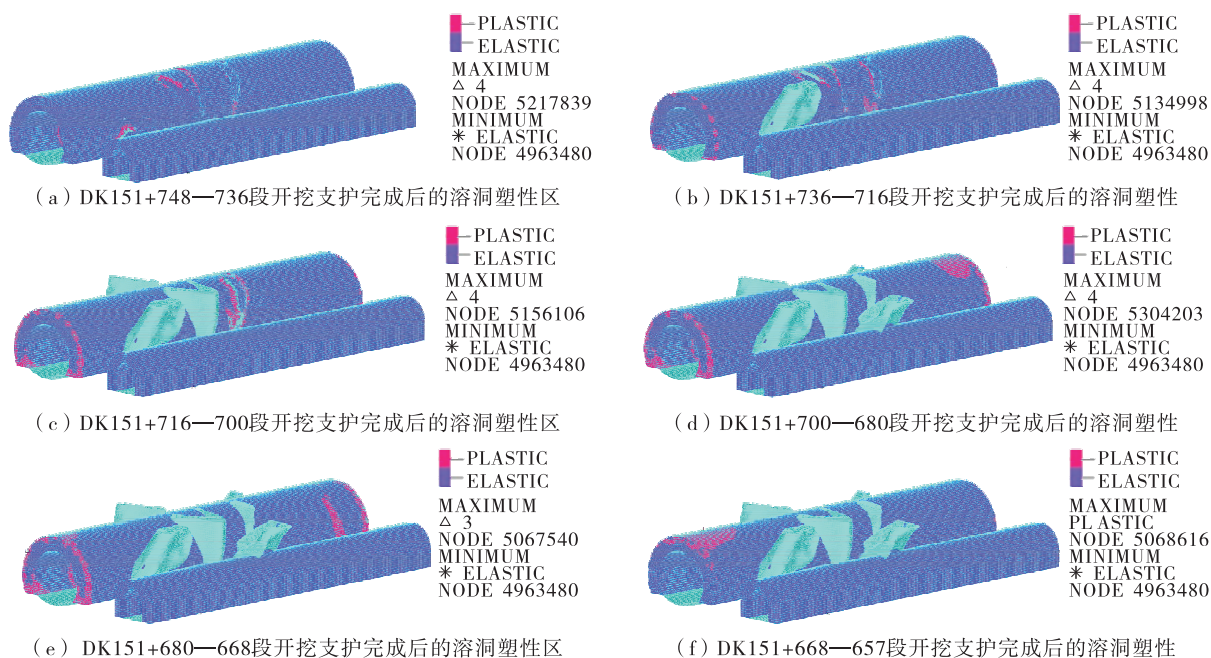 PLASTIC
ELASTIC
MAXIMUM
△ 4
NODE 5217839
MINIMUM
* ELASTIC
NODE 4963480
(a) DK151+748—736段开挖支护完成后的溶洞塑性区
PLASTIC
ELASTIC
MAXIMUM
△ 4
NODE 5134998
MINIMUM
* ELASTIC
NODE 4963480
(b) DK151+736—716段开挖支护完成后的溶洞塑性
PLASTIC
ELASTIC
MAXIMUM
△ 4
NODE 5156106
MINIMUM
* ELASTIC
NODE 4963480
(c) DK151+716—700段开挖支护完成后的溶洞塑性区
PLASTIC
ELASTIC
MAXIMUM
△ 4
NODE 5304203
MINIMUM
* ELASTIC
NODE 4963480
(d) DK151+700—680段开挖支护完成后的溶洞塑性
PLASTIC
ELASTIC
MAXIMUM
△ 3
NODE 5067540
MINIMUM
* ELASTIC
NODE 4963480
(e) DK151+680—668段开挖支护完成后的溶洞塑性区
PLASTIC
ELASTIC
MAXIMUM
PLASTIC
NODE 5068616
MINIMUM
* ELASTIC
NODE 4963480
(f) DK151+668—657段开挖支护完成后的溶洞塑性